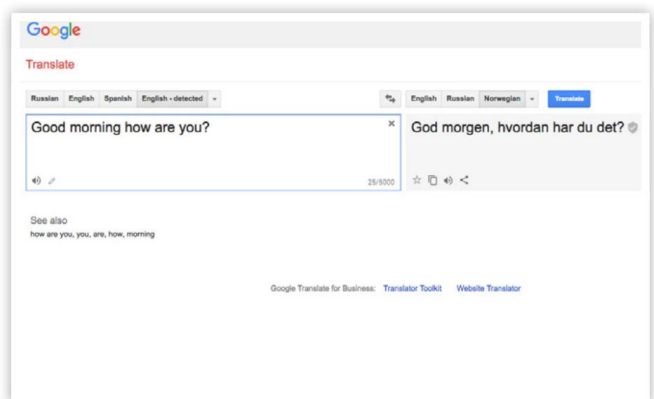 Google
Translate
Russian English Spanish English - detected
English Russian Norwegian Translate
Good morning how are you?
God morgen, hvordan har du det?
25/5000
See also
how are you, you, are, how, morning
Google Translate for Business: Translator Toolkit Website Translator